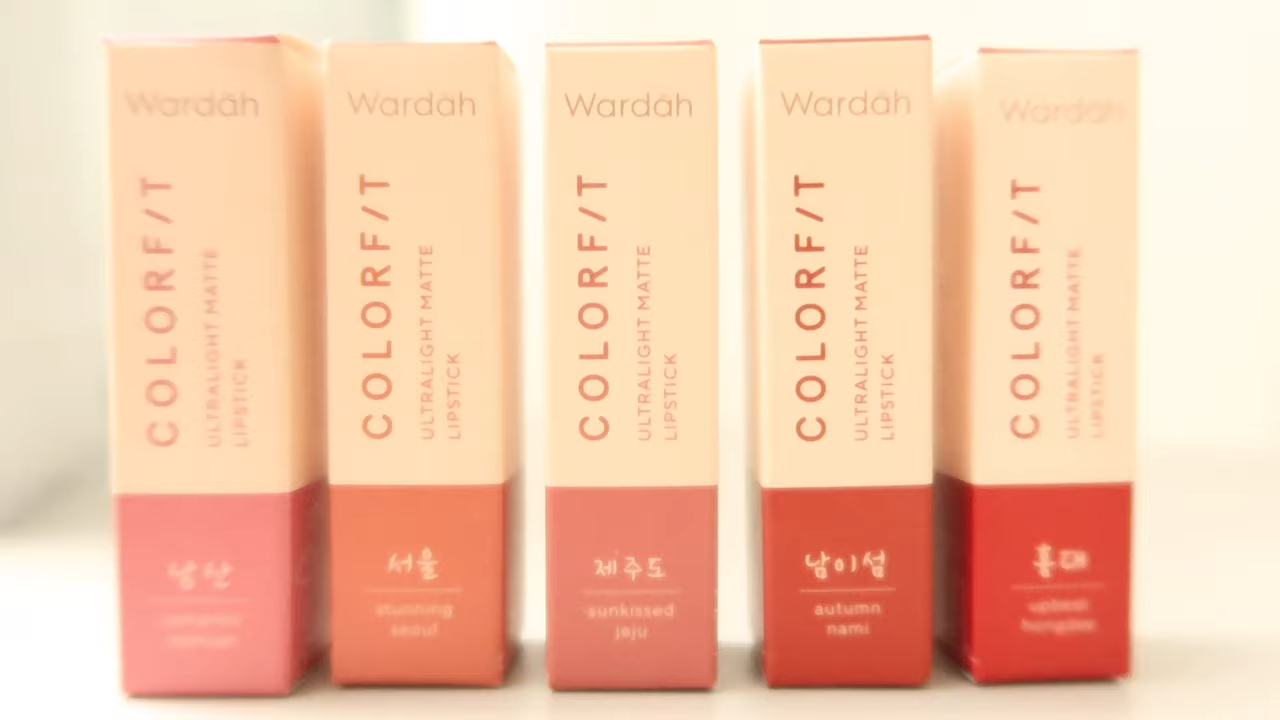 Wardah
COLORF/T
ULTRALIGHT MATTE
LIPSTICK
남산
Wardah
COLORF/T
ULTRALIGHT MATTE
LIPSTICK
서울
stunning
seoul
Wardah
COLORF/T
ULTRALIGHT MATTE
LIPSTICK
제주도
sunkissed
jeju
Wardah
COLORF/T
ULTRALIGHT MATTE
LIPSTICK
남이섬
autumn
nami
Wardah
COLORF/T
ULTRALIGHT MATTE
LIPSTICK
홍대
upbeat
hongdae